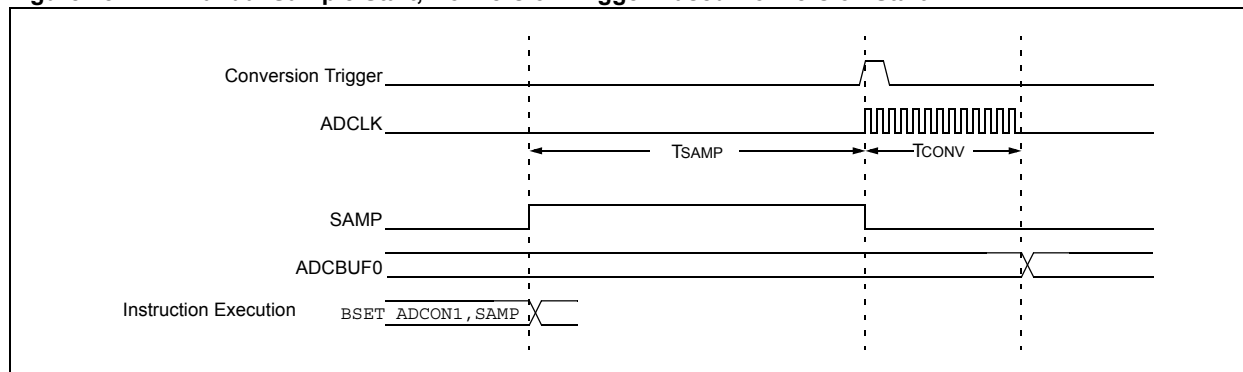 Conversion Trigger
ADCLK
TSAMP
TCONV
SAMP
ADCBUF0
Instruction Execution
BSET ADCON1,SAMP